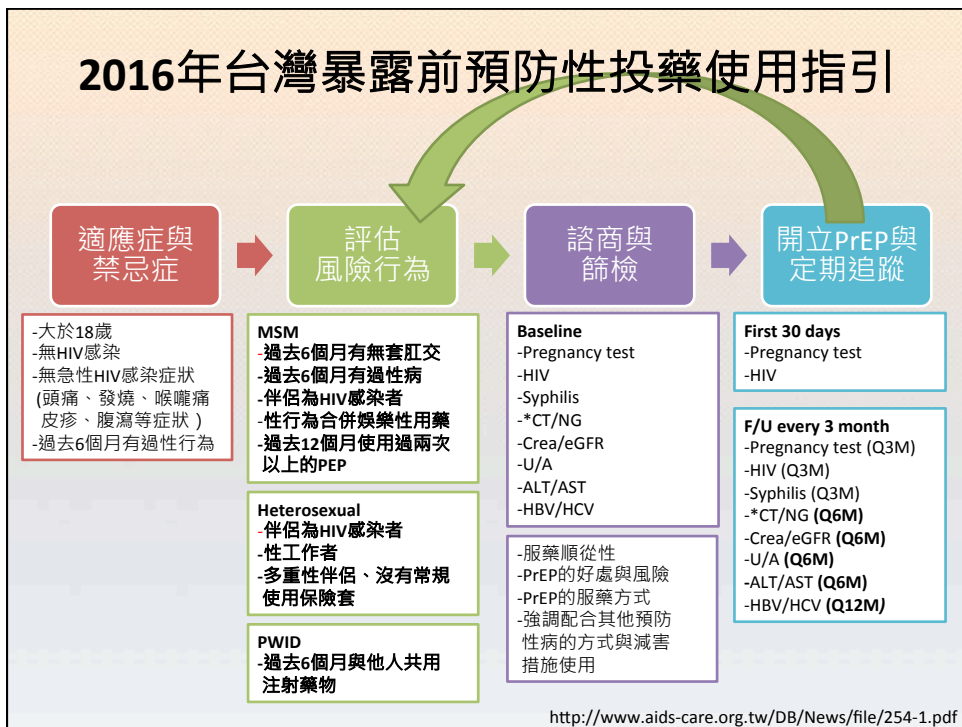 2016年台灣暴露前預防性投藥使用指引
適應症與
禁忌症
-大於18歲
-無HIV感染
-無急性HIV感染症狀
(頭痛、發燒、喉嚨痛
皮疹、腹瀉等症狀)
-過去6個月有過性行為
評估
風險行為
MSM
-過去6個月有無套肛交
-過去6個月有過性病
-伴侶為HIV感染者
-性行為合併娛樂性用藥
-過去12個月使用過兩次
以上的PEP
Heterosexual
-伴侶為HIV感染者
-性工作者
-多重性伴侶、沒有常規
使用保險套
PWID
-過去6個月與他人共用
注射藥物
諮商與
篩檢
Baseline
-Pregnancy test
-HIV
-Syphilis
-*CT/NG
-Crea/eGFR
-U/A
-ALT/AST
-HBV/HCV
-服藥順從性
-PrEP的好處與風險
-PrEP的服藥方式
-強調配合其他預防
性病的方式與減害
措施使用
開立PrEP與
定期追蹤
First 30 days
-Pregnancy test
-HIV
F/U every 3 month
-Pregnancy test (Q3M)
-HIV (Q3M)
-Syphilis (Q3M)
-*CT/NG (Q6M)
-Crea/eGFR (Q6M)
-U/A (Q6M)
-ALT/AST (Q6M)
-HBV/HCV (Q12M)
http://www.aids-care.org.tw/DB/News/file/254-1.pdf